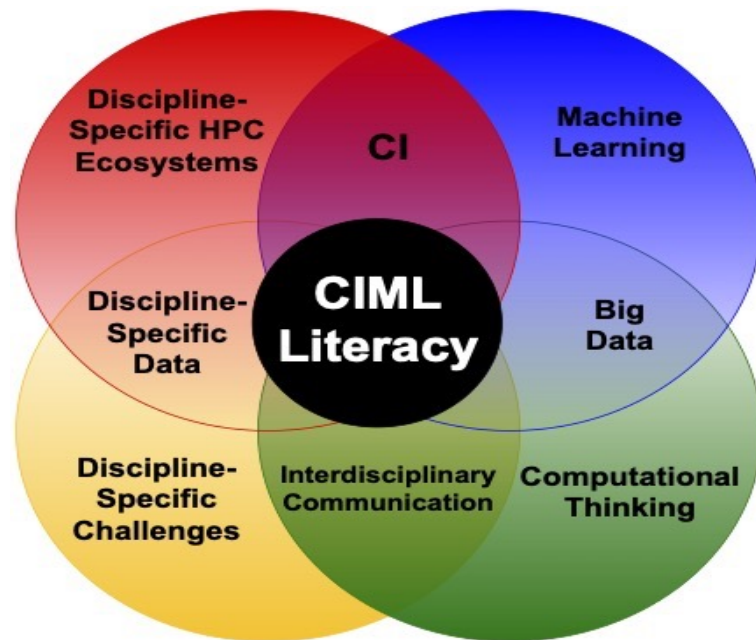 Discipline-
Specific HPC
Ecosystems
CI
Machine
Learning
Discipline-
Specific
Data
CIML
Literacy
Big
Data
Discipline-
Specific
Challenges
Interdisciplinary
Communication
Computational
Thinking